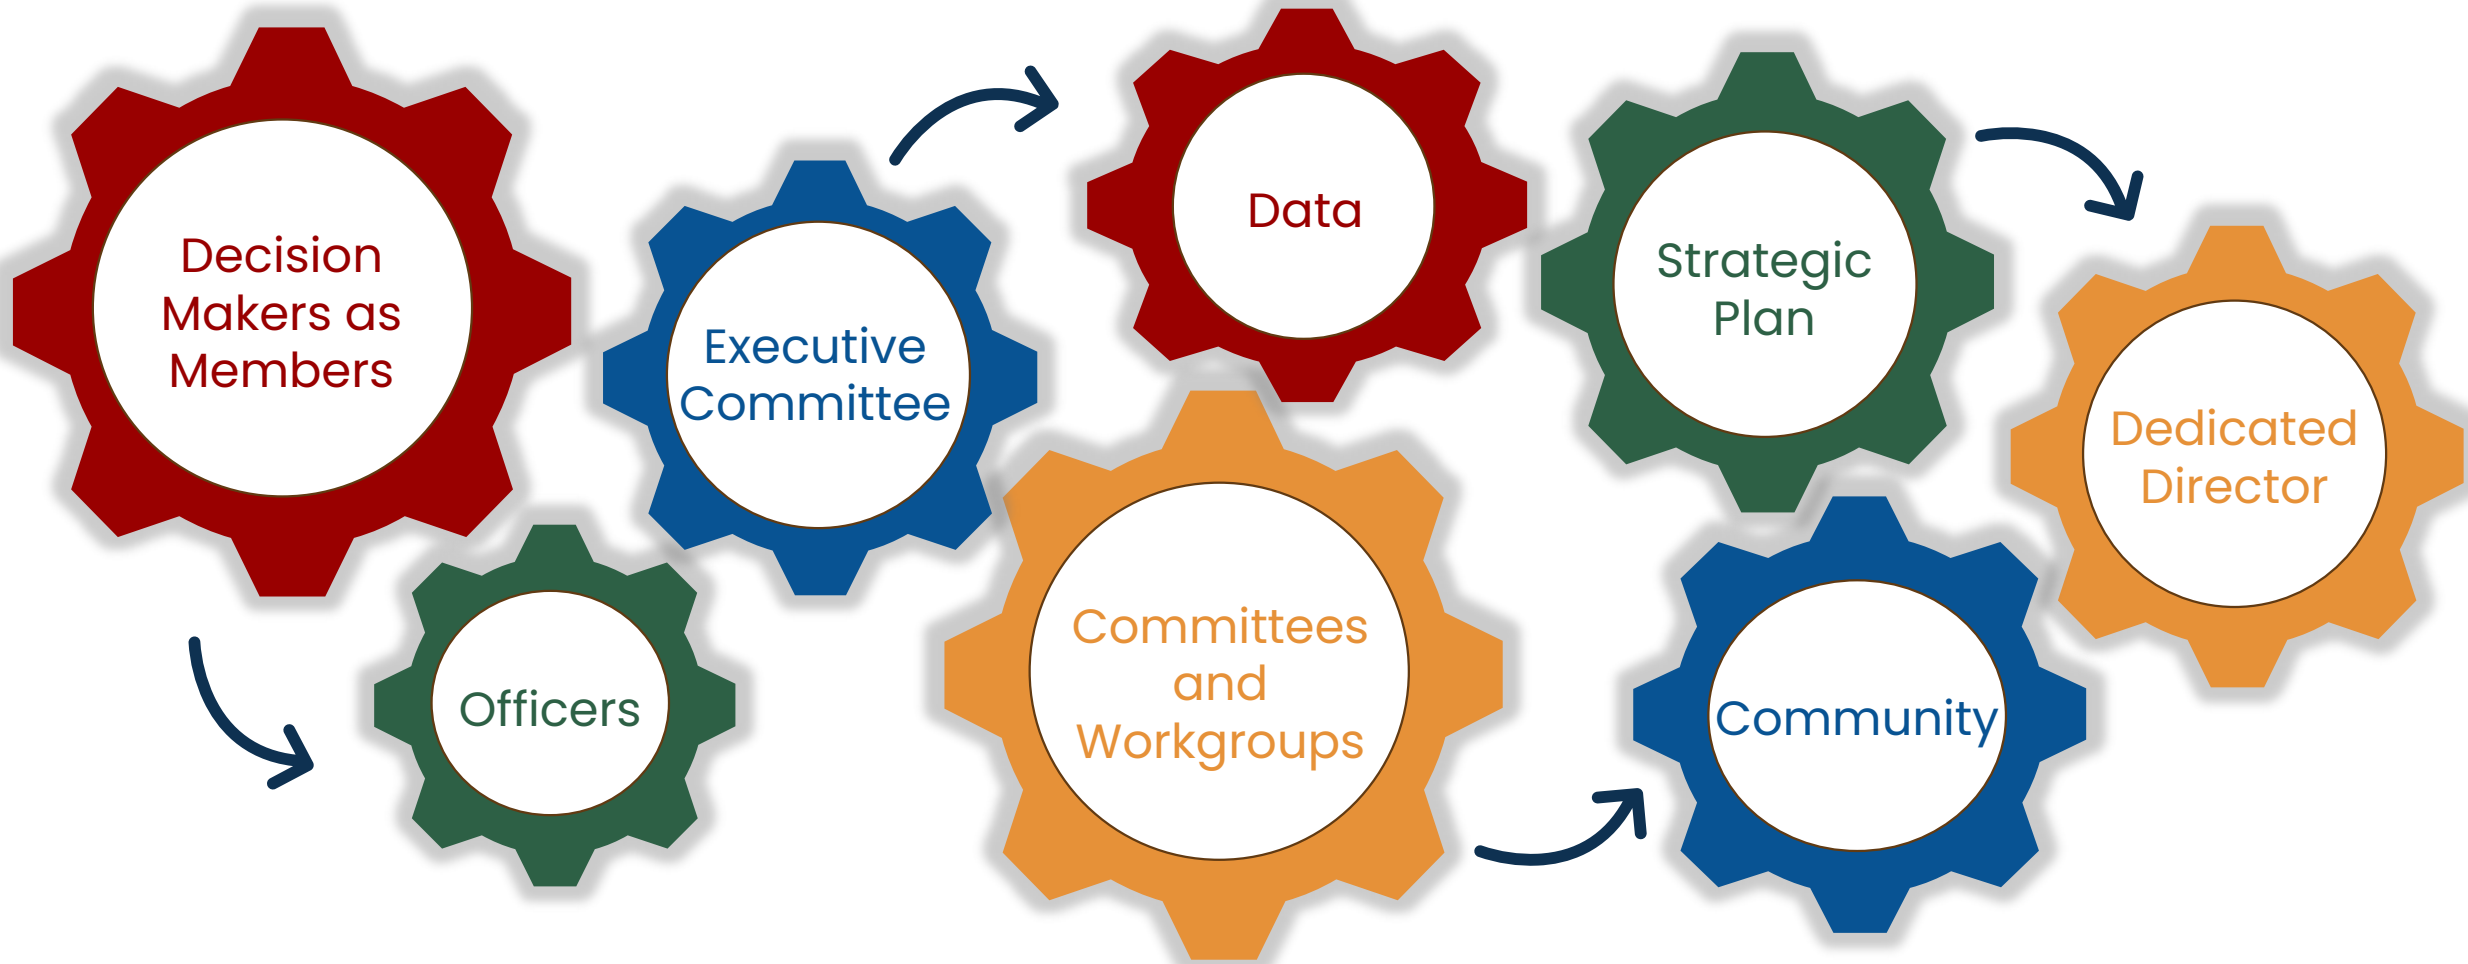 Decision
Makers as
Members
Officers
Executive
Committee
Data
Committees
and
Workgroups
Strategic
Plan
Community
Dedicated
Director